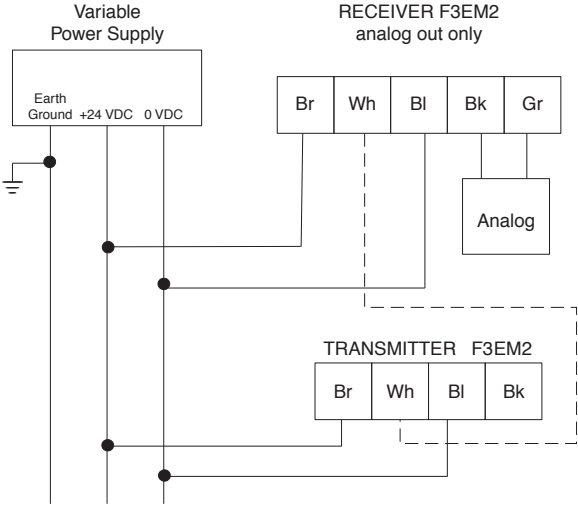 Variable
Power Supply
Earth
Ground +24 VDC 0 VDC
RECEIVER F3EM2
analog out only
Br Wh Bl Bk Gr
Analog
TRANSMITTER F3EM2
Br Wh Bl Bk